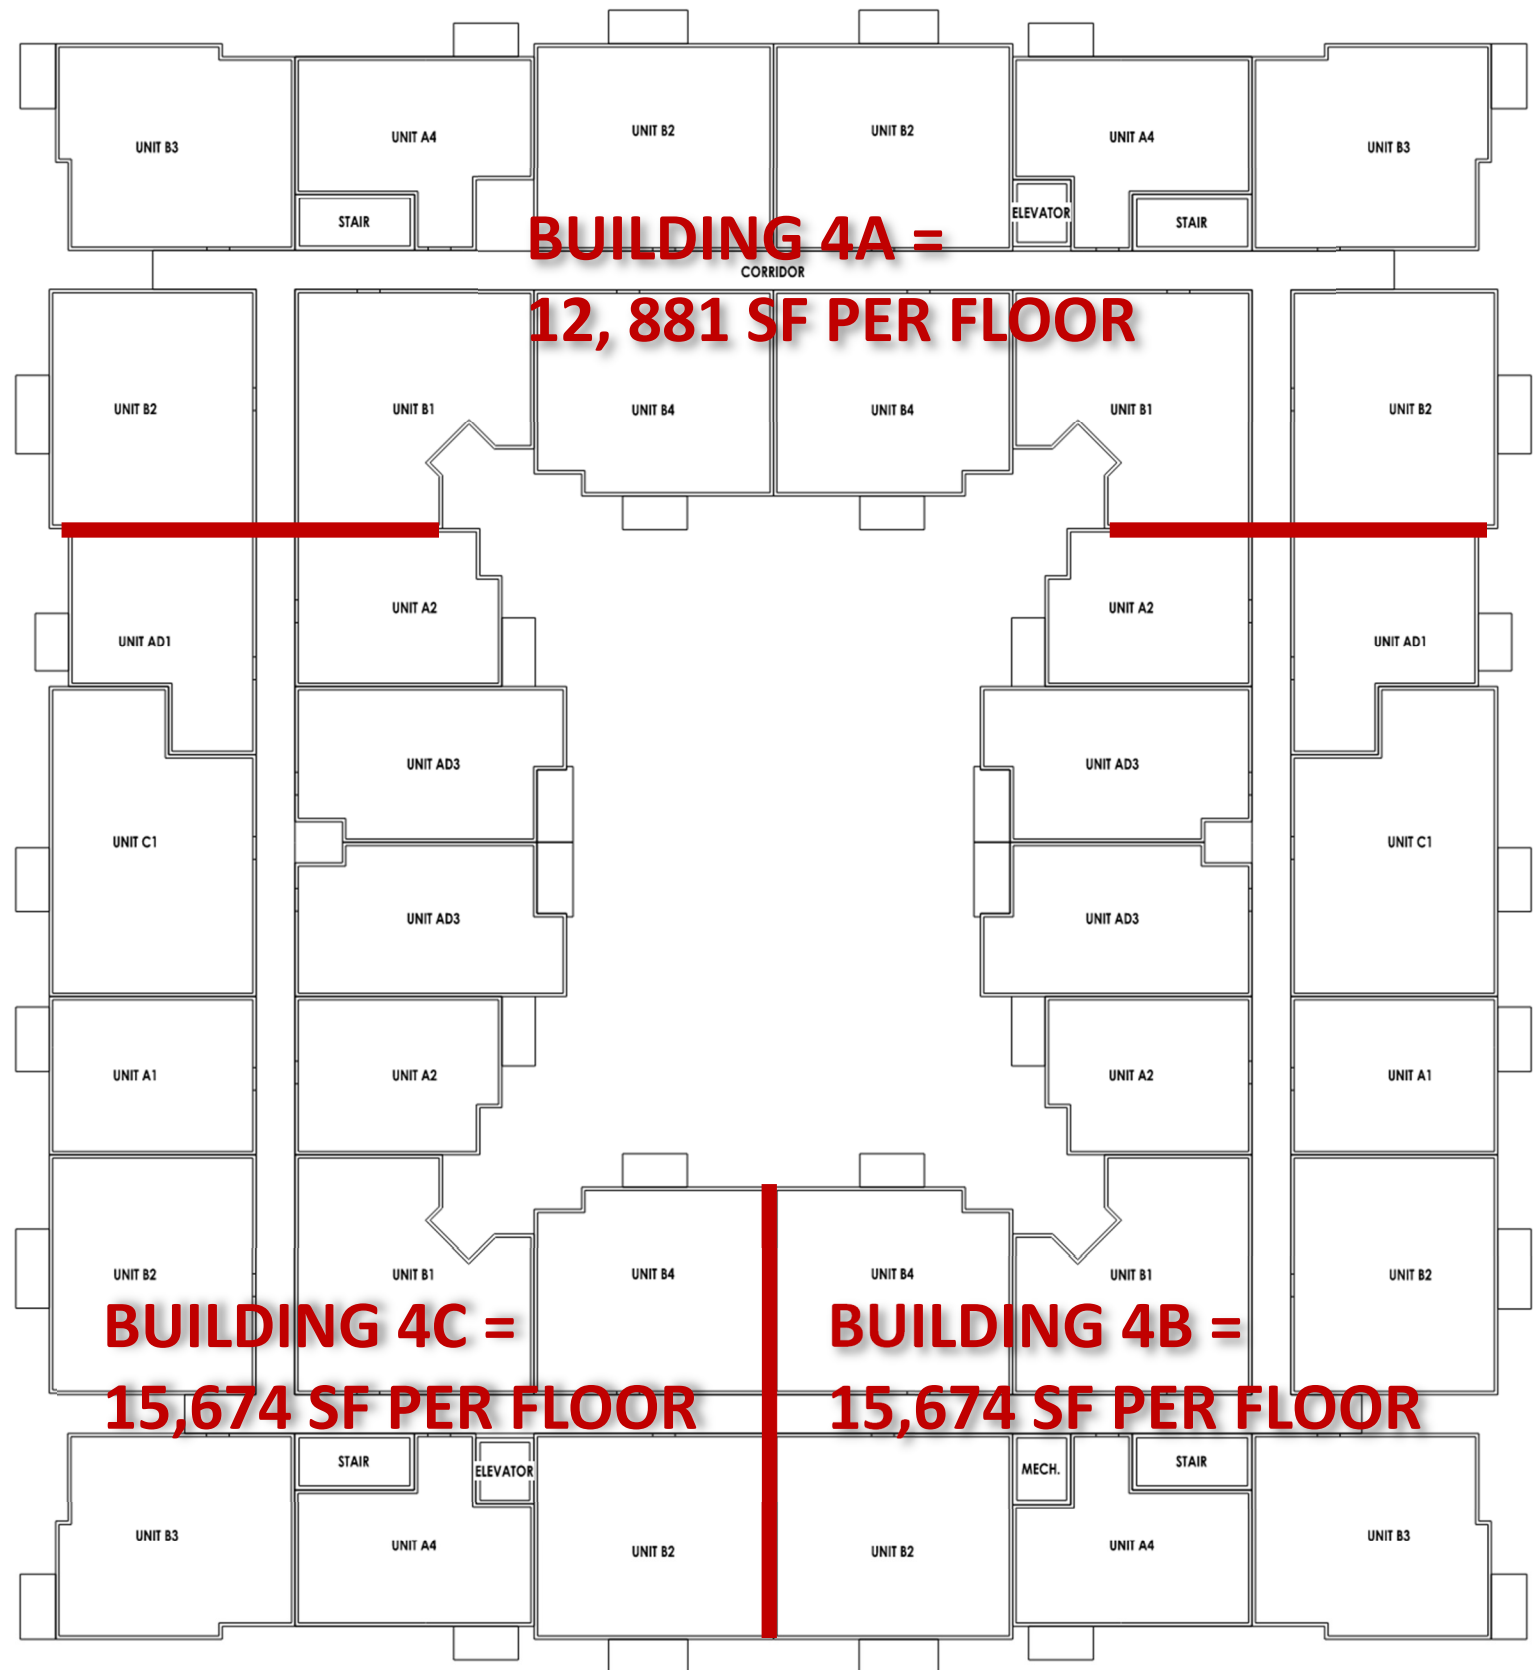 UNIT B3
UNIT A4
UNIT B2
UNIT B2
UNIT A4
UNIT B3
STAIR
ELEVATOR
STAIR
BUILDING 4A =
CORRIDOR
12, 881 SF PER FLOOR
UNIT B2
UNIT B1
UNIT B4
UNIT B4
UNIT B1
UNIT B2
UNIT AD1
UNIT A2
UNIT A2
UNIT AD1
UNIT AD3
UNIT AD3
UNIT C1
UNIT C1
UNIT AD3
UNIT AD3
UNIT A1
UNIT A2
UNIT A2
UNIT A1
UNIT B2
UNIT B1
UNIT B4
UNIT B4
UNIT B1
UNIT B2
BUILDING 4C =
15,674 SF PER FLOOR
BUILDING 4B =
15,674 SF PER FLOOR
STAIR
ELEVATOR
MECH.
STAIR
UNIT B3
UNIT A4
UNIT B2
UNIT B2
UNIT A4
UNIT B3